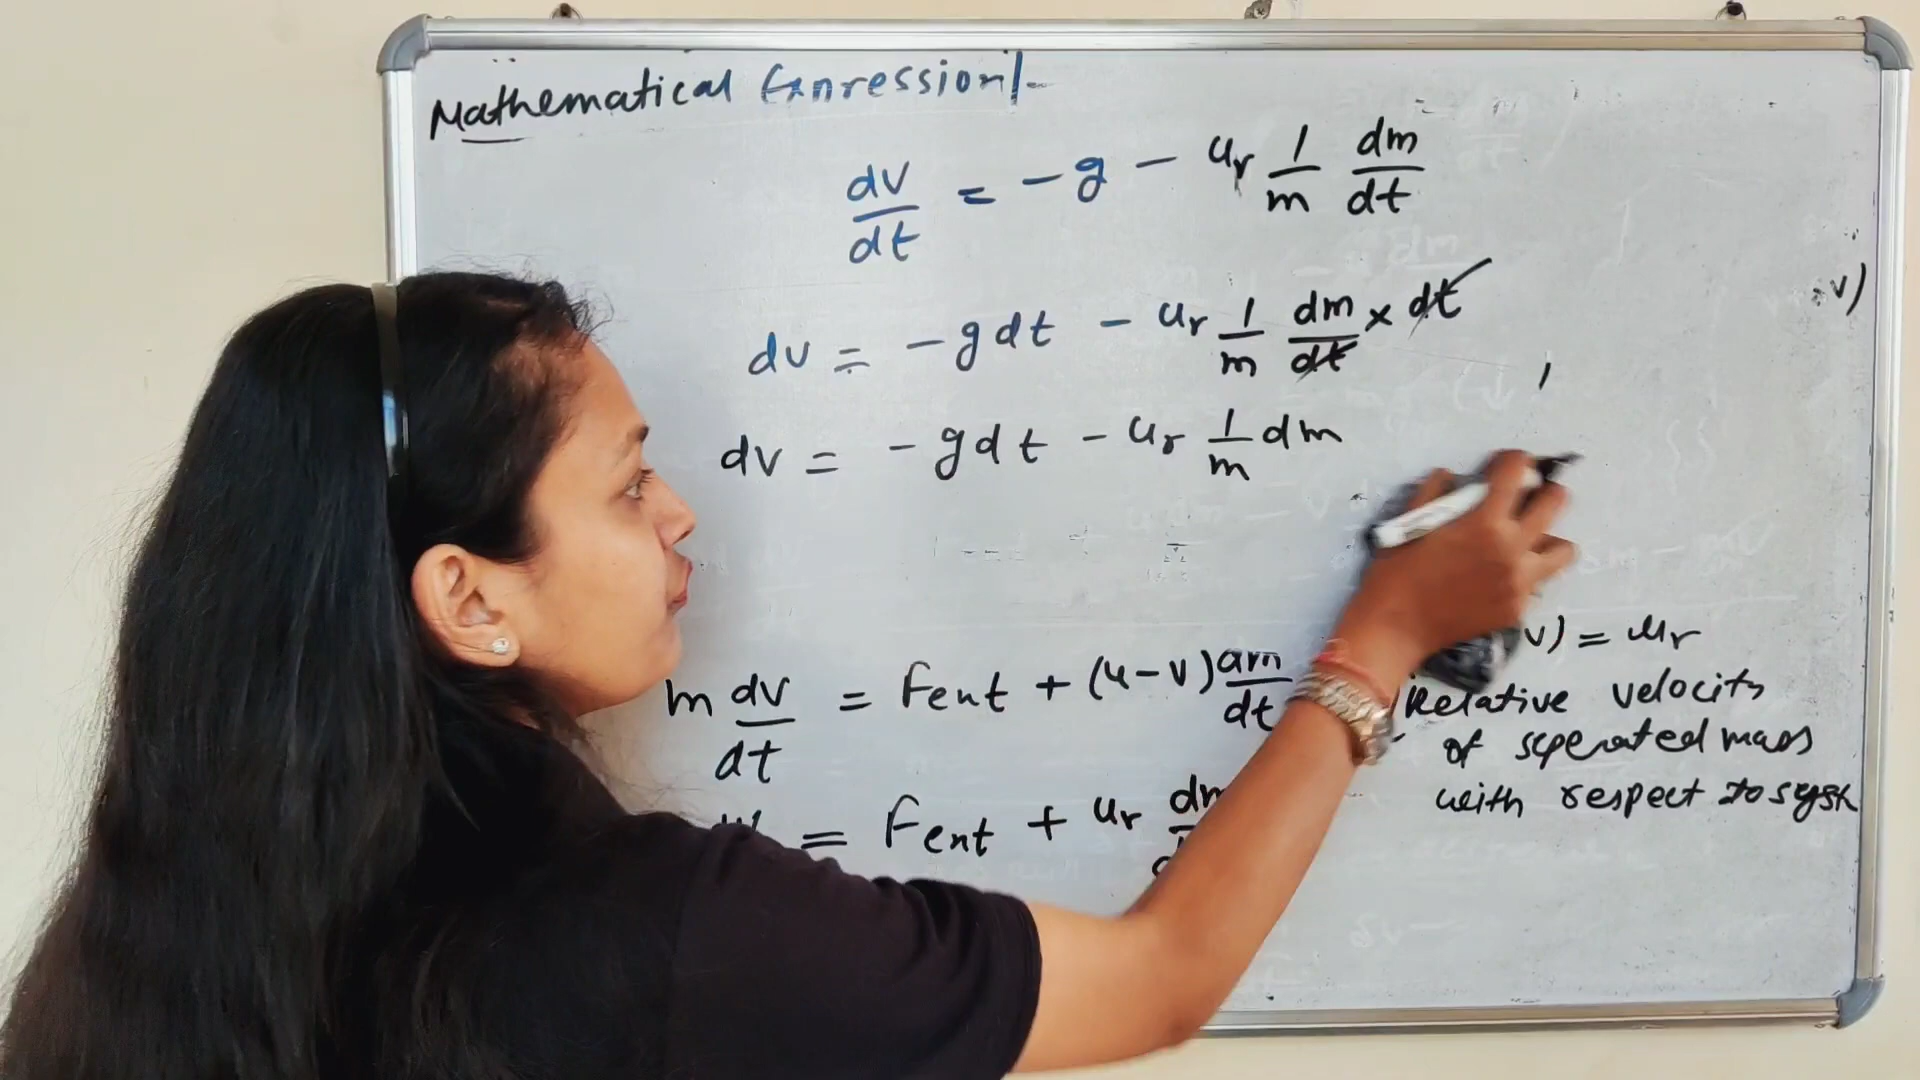 Mathematical Exnression!-
dv/dt = -g - ur 1/m dm/dt
dv = -gdt - ur 1/m dm/dt × dt
dv = -gdt - ur 1/m dm
v)
v) = ur
m dv/dt = Fent + (u-v) dm/dt
Relative velocity
of seperated mass
with respect to
= Fent + ur